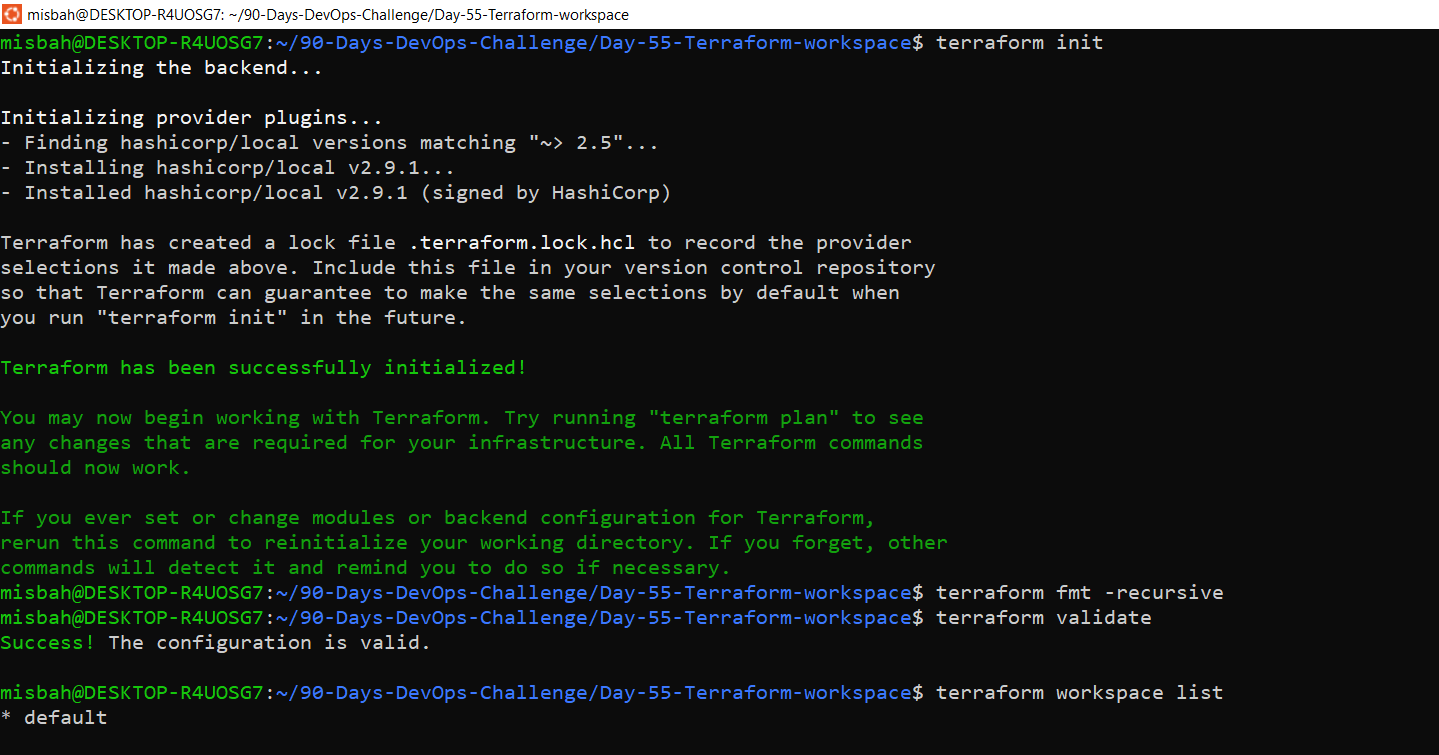 misbah@DESKTOP-R4UOSG7: ~/90-Days-DevOps-Challenge/Day-55-Terraform-workspace
misbah@DESKTOP-R4UOSG7:~/90-Days-DevOps-Challenge/Day-55-Terraform-workspace$ terraform init
Initializing the backend...
Initializing provider plugins...
- Finding hashicorp/local versions matching "~> 2.5"...
- Installing hashicorp/local v2.9.1...
- Installed hashicorp/local v2.9.1 (signed by HashiCorp)
Terraform has created a lock file .terraform.lock.hcl to record the provider
selections it made above. Include this file in your version control repository
so that Terraform can guarantee to make the same selections by default when
you run "terraform init" in the future.
Terraform has been successfully initialized!
You may now begin working with Terraform. Try running "terraform plan" to see
any changes that are required for your infrastructure. All Terraform commands
should now work.
If you ever set or change modules or backend configuration for Terraform,
rerun this command to reinitialize your working directory. If you forget, other
commands will detect it and remind you to do so if necessary.
misbah@DESKTOP-R4UOSG7:~/90-Days-DevOps-Challenge/Day-55-Terraform-workspace$ terraform fmt -recursive
misbah@DESKTOP-R4UOSG7:~/90-Days-DevOps-Challenge/Day-55-Terraform-workspace$ terraform validate
Success! The configuration is valid.
misbah@DESKTOP-R4UOSG7:~/90-Days-DevOps-Challenge/Day-55-Terraform-workspace$ terraform workspace list
* default